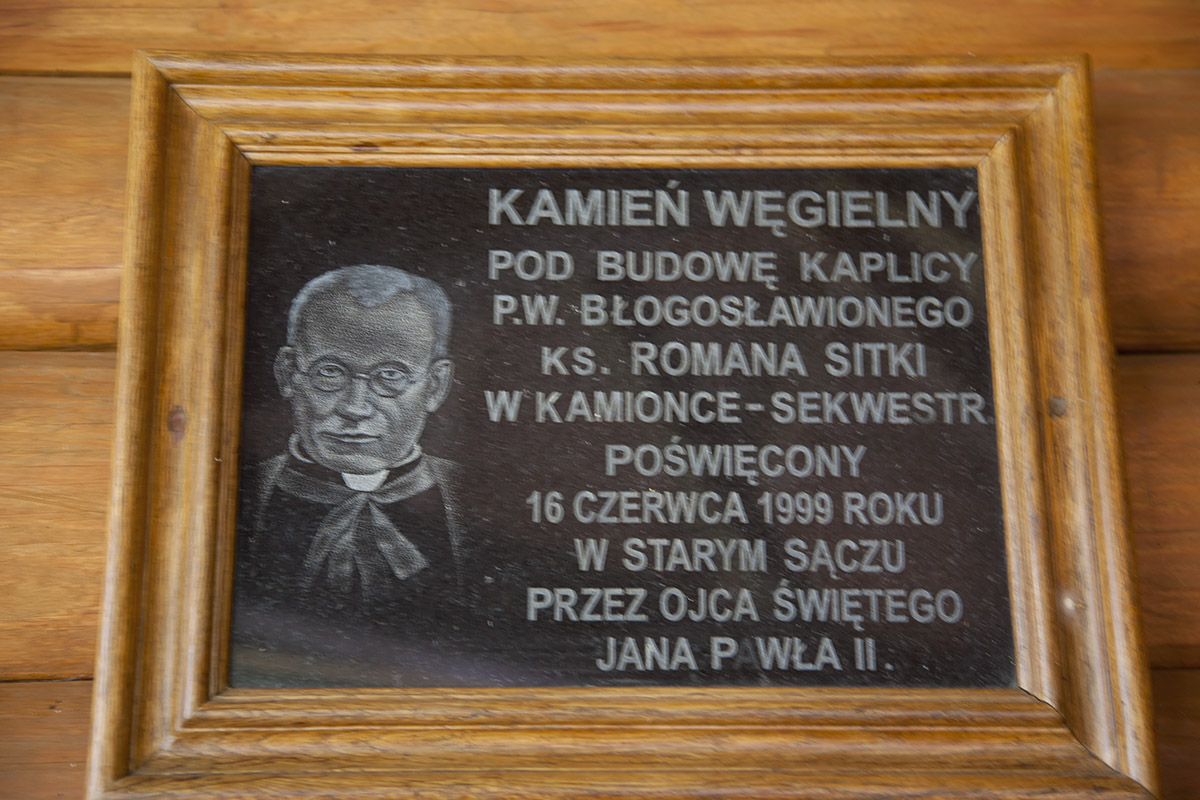 KAMIEŃ WĘGIELNY
POD BUDOWĘ KAPLICY
P.W. BŁOGOSŁAWIONEGO
KS. ROMANA SITKI
W KAMIONCE-SEKWESTR.
POŚWIĘCONY
16 CZERWCA 1999 ROKU
W STARYM SĄCZU
PRZEZ OJCA ŚWIĘTEGO
JANA PAWŁA II.